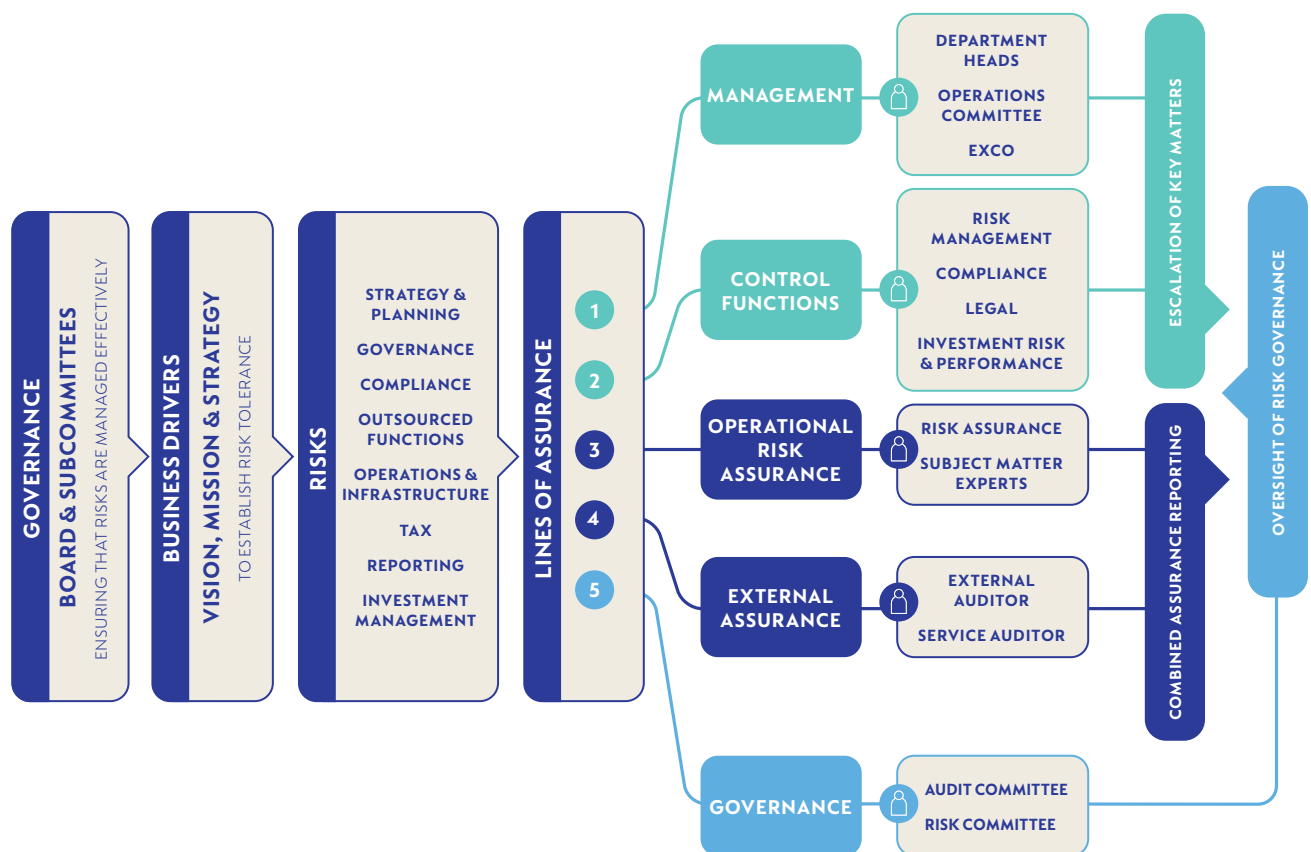 GOVERNANCE
BOARD & SUBCOMMITTEES
ENSURING THAT RISKS ARE MANAGED EFFECTIVELY
BUSINESS DRIVERS
VISION, MISSION & STRATEGY
TO ESTABLISH RISK TOLERANCE
RISKS
STRATEGY &
PLANNING
GOVERNANCE
COMPLIANCE
OUTSOURCED
FUNCTIONS
OPERATIONS &
INFRASTRUCTURE
TAX
REPORTING
INVESTMENT
MANAGEMENT
LINES OF ASSURANCE
1
2
3
4
5
MANAGEMENT
DEPARTMENT
HEADS
OPERATIONS
COMMITTEE
EXCO
CONTROL
FUNCTIONS
RISK
MANAGEMENT
COMPLIANCE
LEGAL
INVESTMENT RISK
& PERFORMANCE
OPERATIONAL
RISK
ASSURANCE
RISK ASSURANCE
SUBJECT MATTER
EXPERTS
EXTERNAL
ASSURANCE
EXTERNAL
AUDITOR
SERVICE AUDITOR
GOVERNANCE
AUDIT COMMITTEE
RISK COMMITTEE
ESCALATION OF KEY MATTERS
COMBINED ASSURANCE REPORTING
OVERSIGHT OF RISK GOVERNANCE